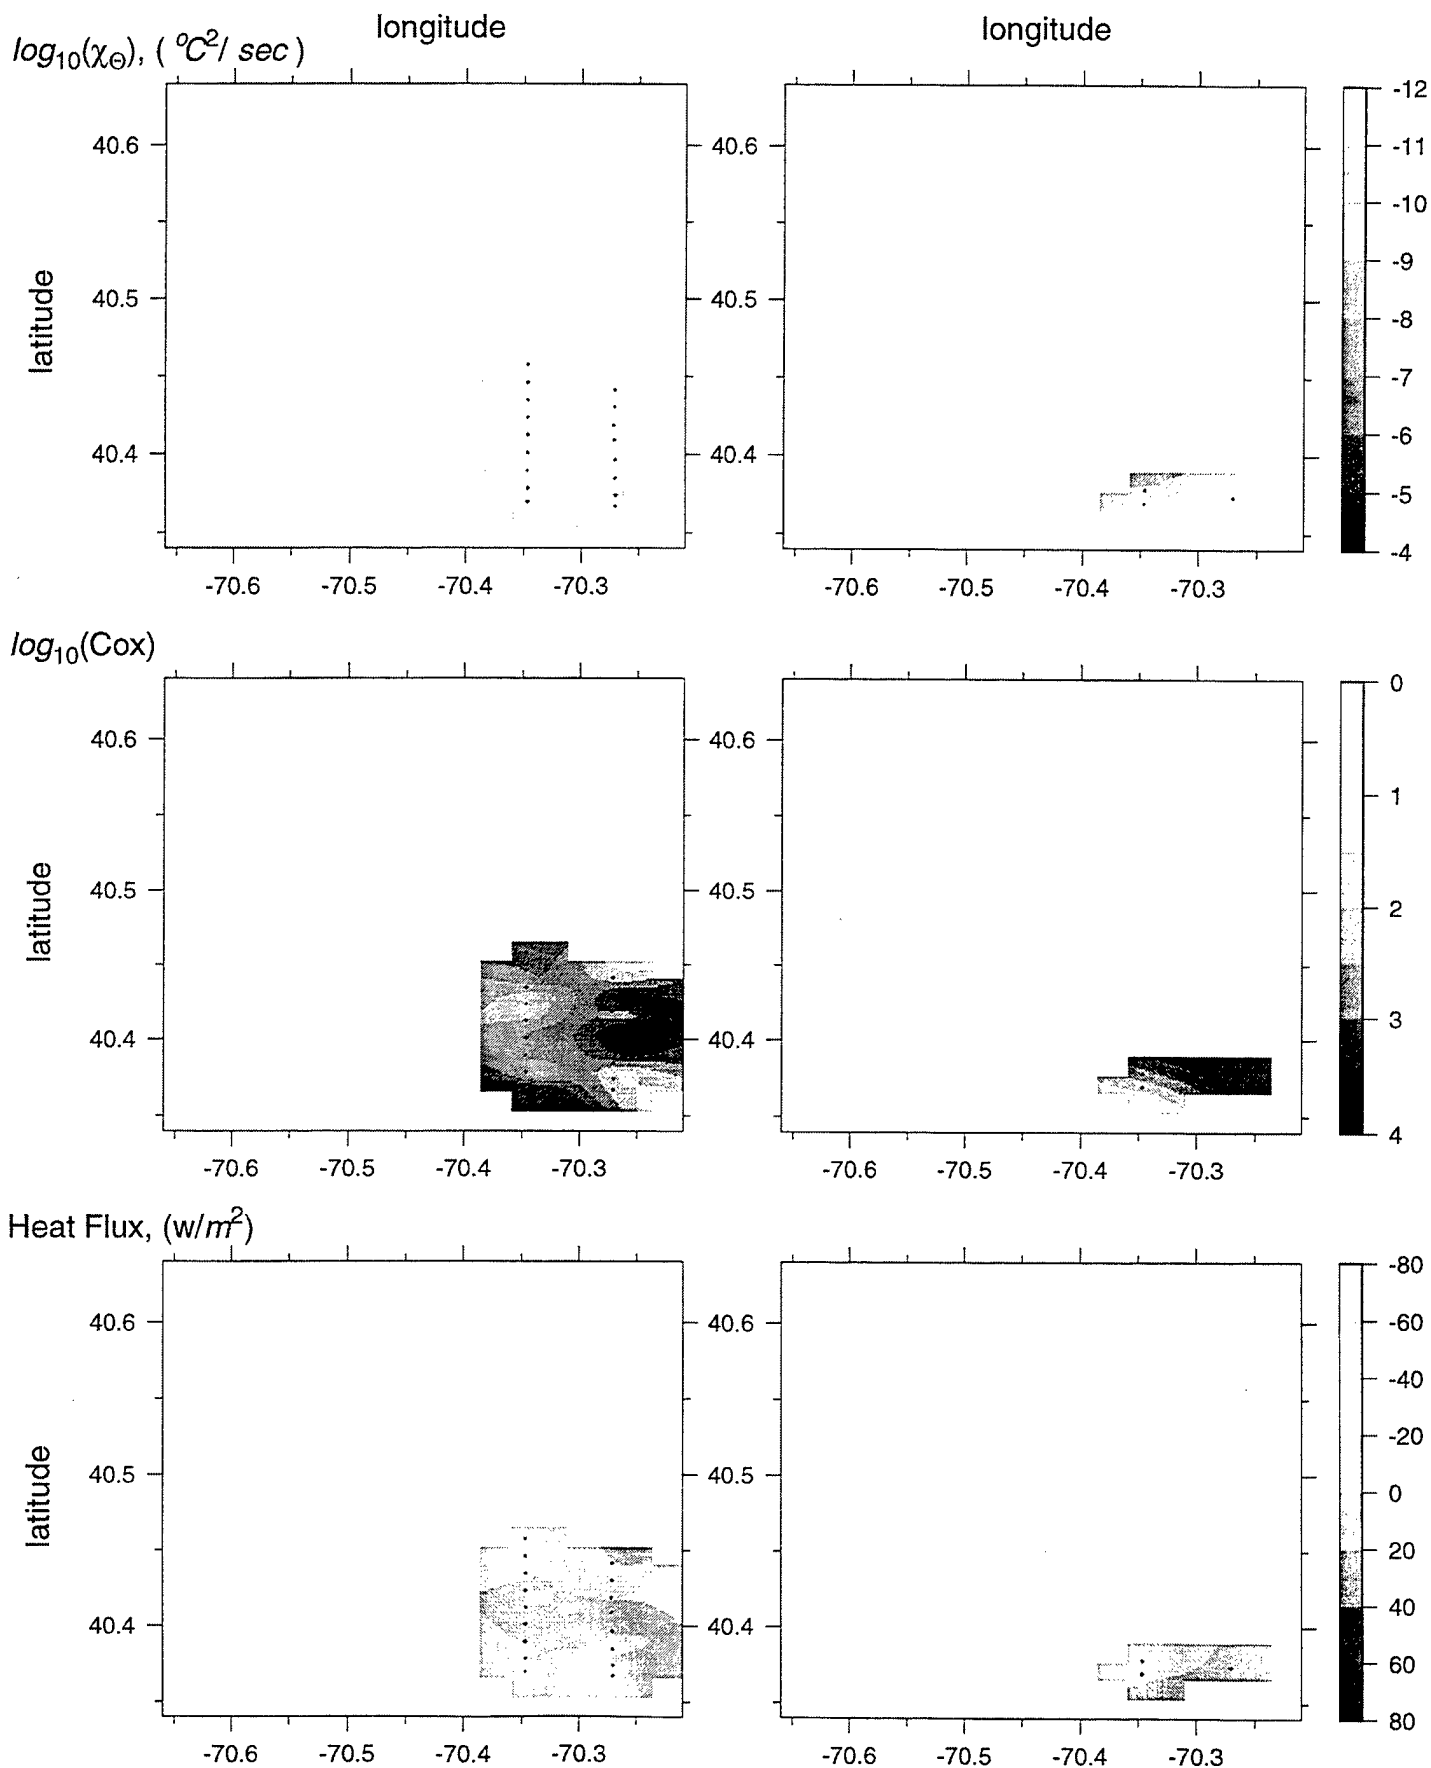 longitude longitude
log10(χΘ), ( °C2/ sec )
40.6 40.6 -12
-11
-10
latitude 40.5 40.5 -9
-8
-7
40.4 40.4 -6
-5
-4
-70.6 -70.5 -70.4 -70.3 -70.6 -70.5 -70.4 -70.3
log10(Cox)
40.6 40.6 0
1
latitude 40.5 40.5 2
40.4 40.4 3
4
-70.6 -70.5 -70.4 -70.3 -70.6 -70.5 -70.4 -70.3
Heat Flux, (w/m2)
40.6 40.6 -80
-60
-40
-20
latitude 40.5 40.5 0
20
40.4 40.4 40
60
80
-70.6 -70.5 -70.4 -70.3 -70.6 -70.5 -70.4 -70.3